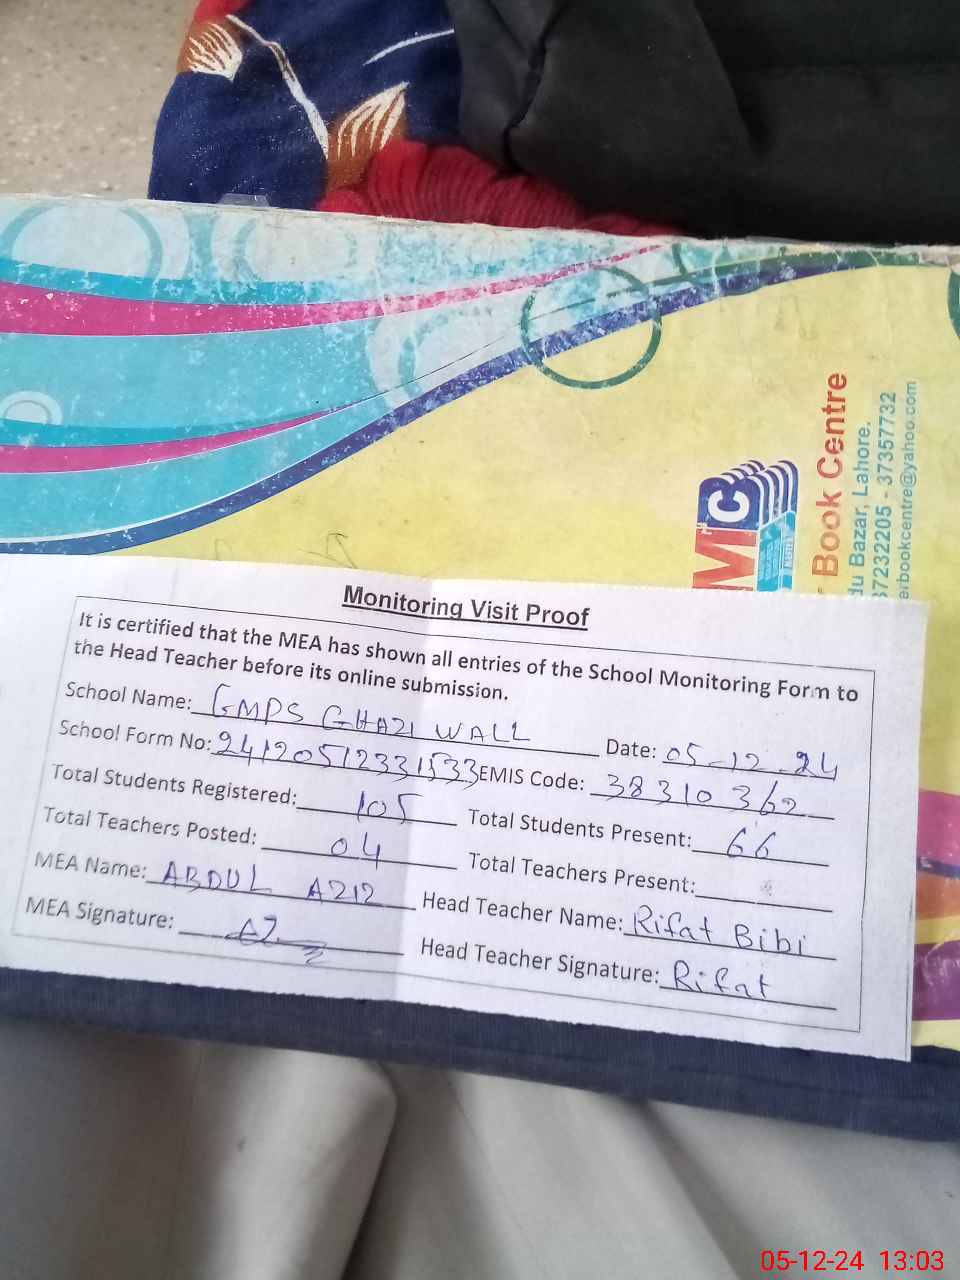 MC
Book Centre
du Bazar, Lahore.
37232205 - 37357732
erbookcentre@yahoo.com
Monitoring Visit Proof
It is certified that the MEA has shown all entries of the School Monitoring Form to
the Head Teacher before its online submission.
School Name: GMPS GHAZI WALL Date: 05-12-24
School Form No: 24120512331533 EMIS Code: 38310362
Total Students Registered: 105 Total Students Present: 66
Total Teachers Posted: 04 Total Teachers Present:
MEA Name: ABDUL AZIZ Head Teacher Name: Rifat Bibi
MEA Signature: Head Teacher Signature: Rifat
05-12-24 13:03